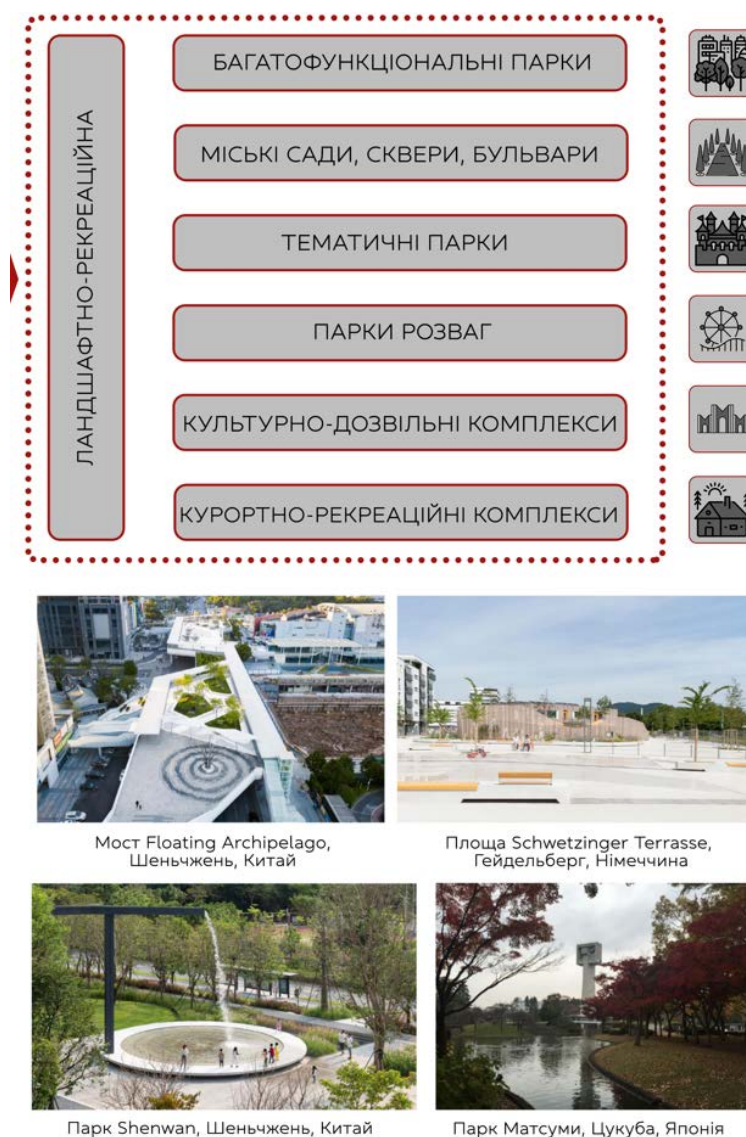 ЛАНДШАФТНО-РЕКРЕАЦІЙНА
БАГАТОФУНКЦІОНАЛЬНІ ПАРКИ
МІСЬКІ САДИ, СКВЕРИ, БУЛЬВАРИ
ТЕМАТИЧНІ ПАРКИ
ПАРКИ РОЗВАГ
КУЛЬТУРНО-ДОЗВІЛЬНІ КОМПЛЕКСИ
КУРОРТНО-РЕКРЕАЦІЙНІ КОМПЛЕКСИ
Мост Floating Archipelago,
Шеньчжень, Китай
Площа Schwetzinger Terrasse,
Гейдельберг, Німеччина
Парк Shenwan, Шеньчжень, Китай
Парк Матсуми, Цукуба, Японія